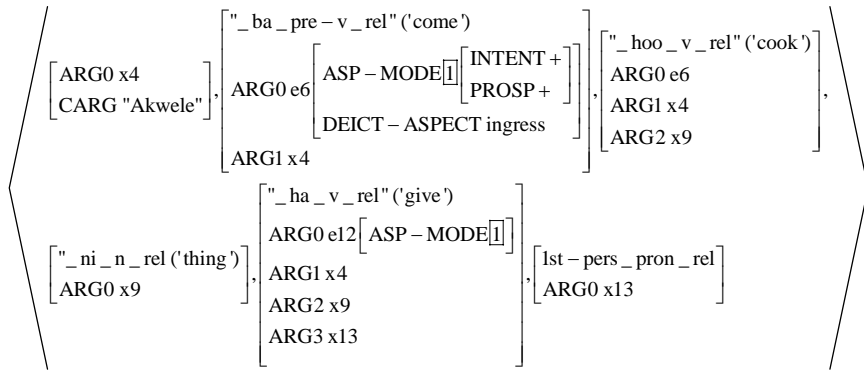 [ARG0 x4
CARG "Akwele"],
["_ba_pre–v_rel" ('come')
ARG0 e6 [ASP–MODE [1] [INTENT +
PROSP +]
DEICT–ASPECT ingress]
ARG1 x4],
["_hoo_v_rel" ('cook')
ARG0 e6
ARG1 x4
ARG2 x9],
["_ni_n_rel ('thing')
ARG0 x9],
["_ha_v_rel" ('give')
ARG0 e12 [ASP–MODE [1]]
ARG1 x4
ARG2 x9
ARG3 x13],
[1st–pers_pron_rel
ARG0 x13]